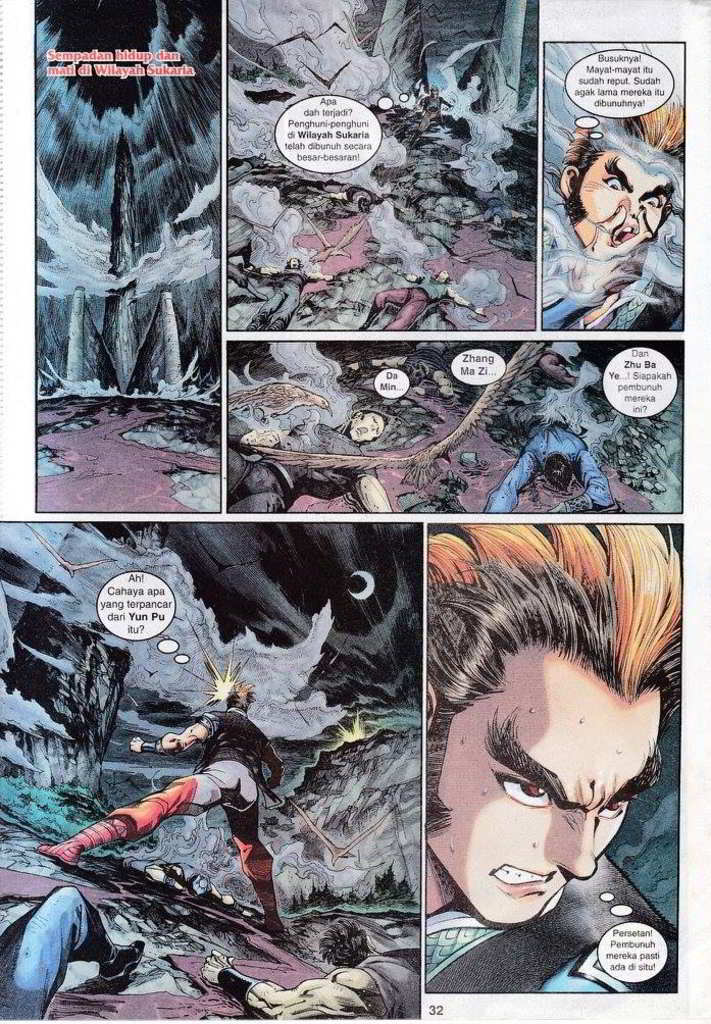 Sempadan hidup dan
mati di Wilayah Sukaria
Apa
dah terjadi?
Penghuni-penghuni
di Wilayah Sukaria
telah dibunuh secara
besar-besaran!
Busuknya!
Mayat-mayat itu
sudah reput. Sudah
agak lama mereka itu
dibunuhnya!
Da
Min...
Zhang
Ma Zi...
Dan
Zhu Ba
Ye...! Siapakah
pembunuh
mereka
ini?
Ah!
Cahaya apa
yang terpancar
dari Yun Pu
itu?
Persetan!
Pembunuh
mereka pasti
ada di situ!
32